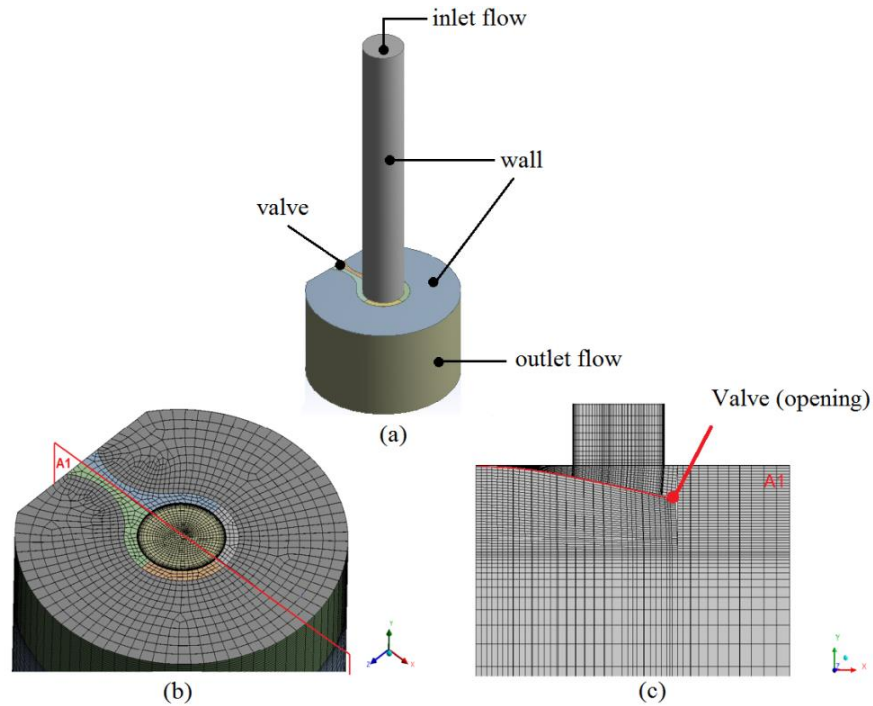 inlet flow
wall
valve
outlet flow
(a)
Valve (opening)
A1
A1
Y
Z
X
(b)
Y
Z
X
(c)